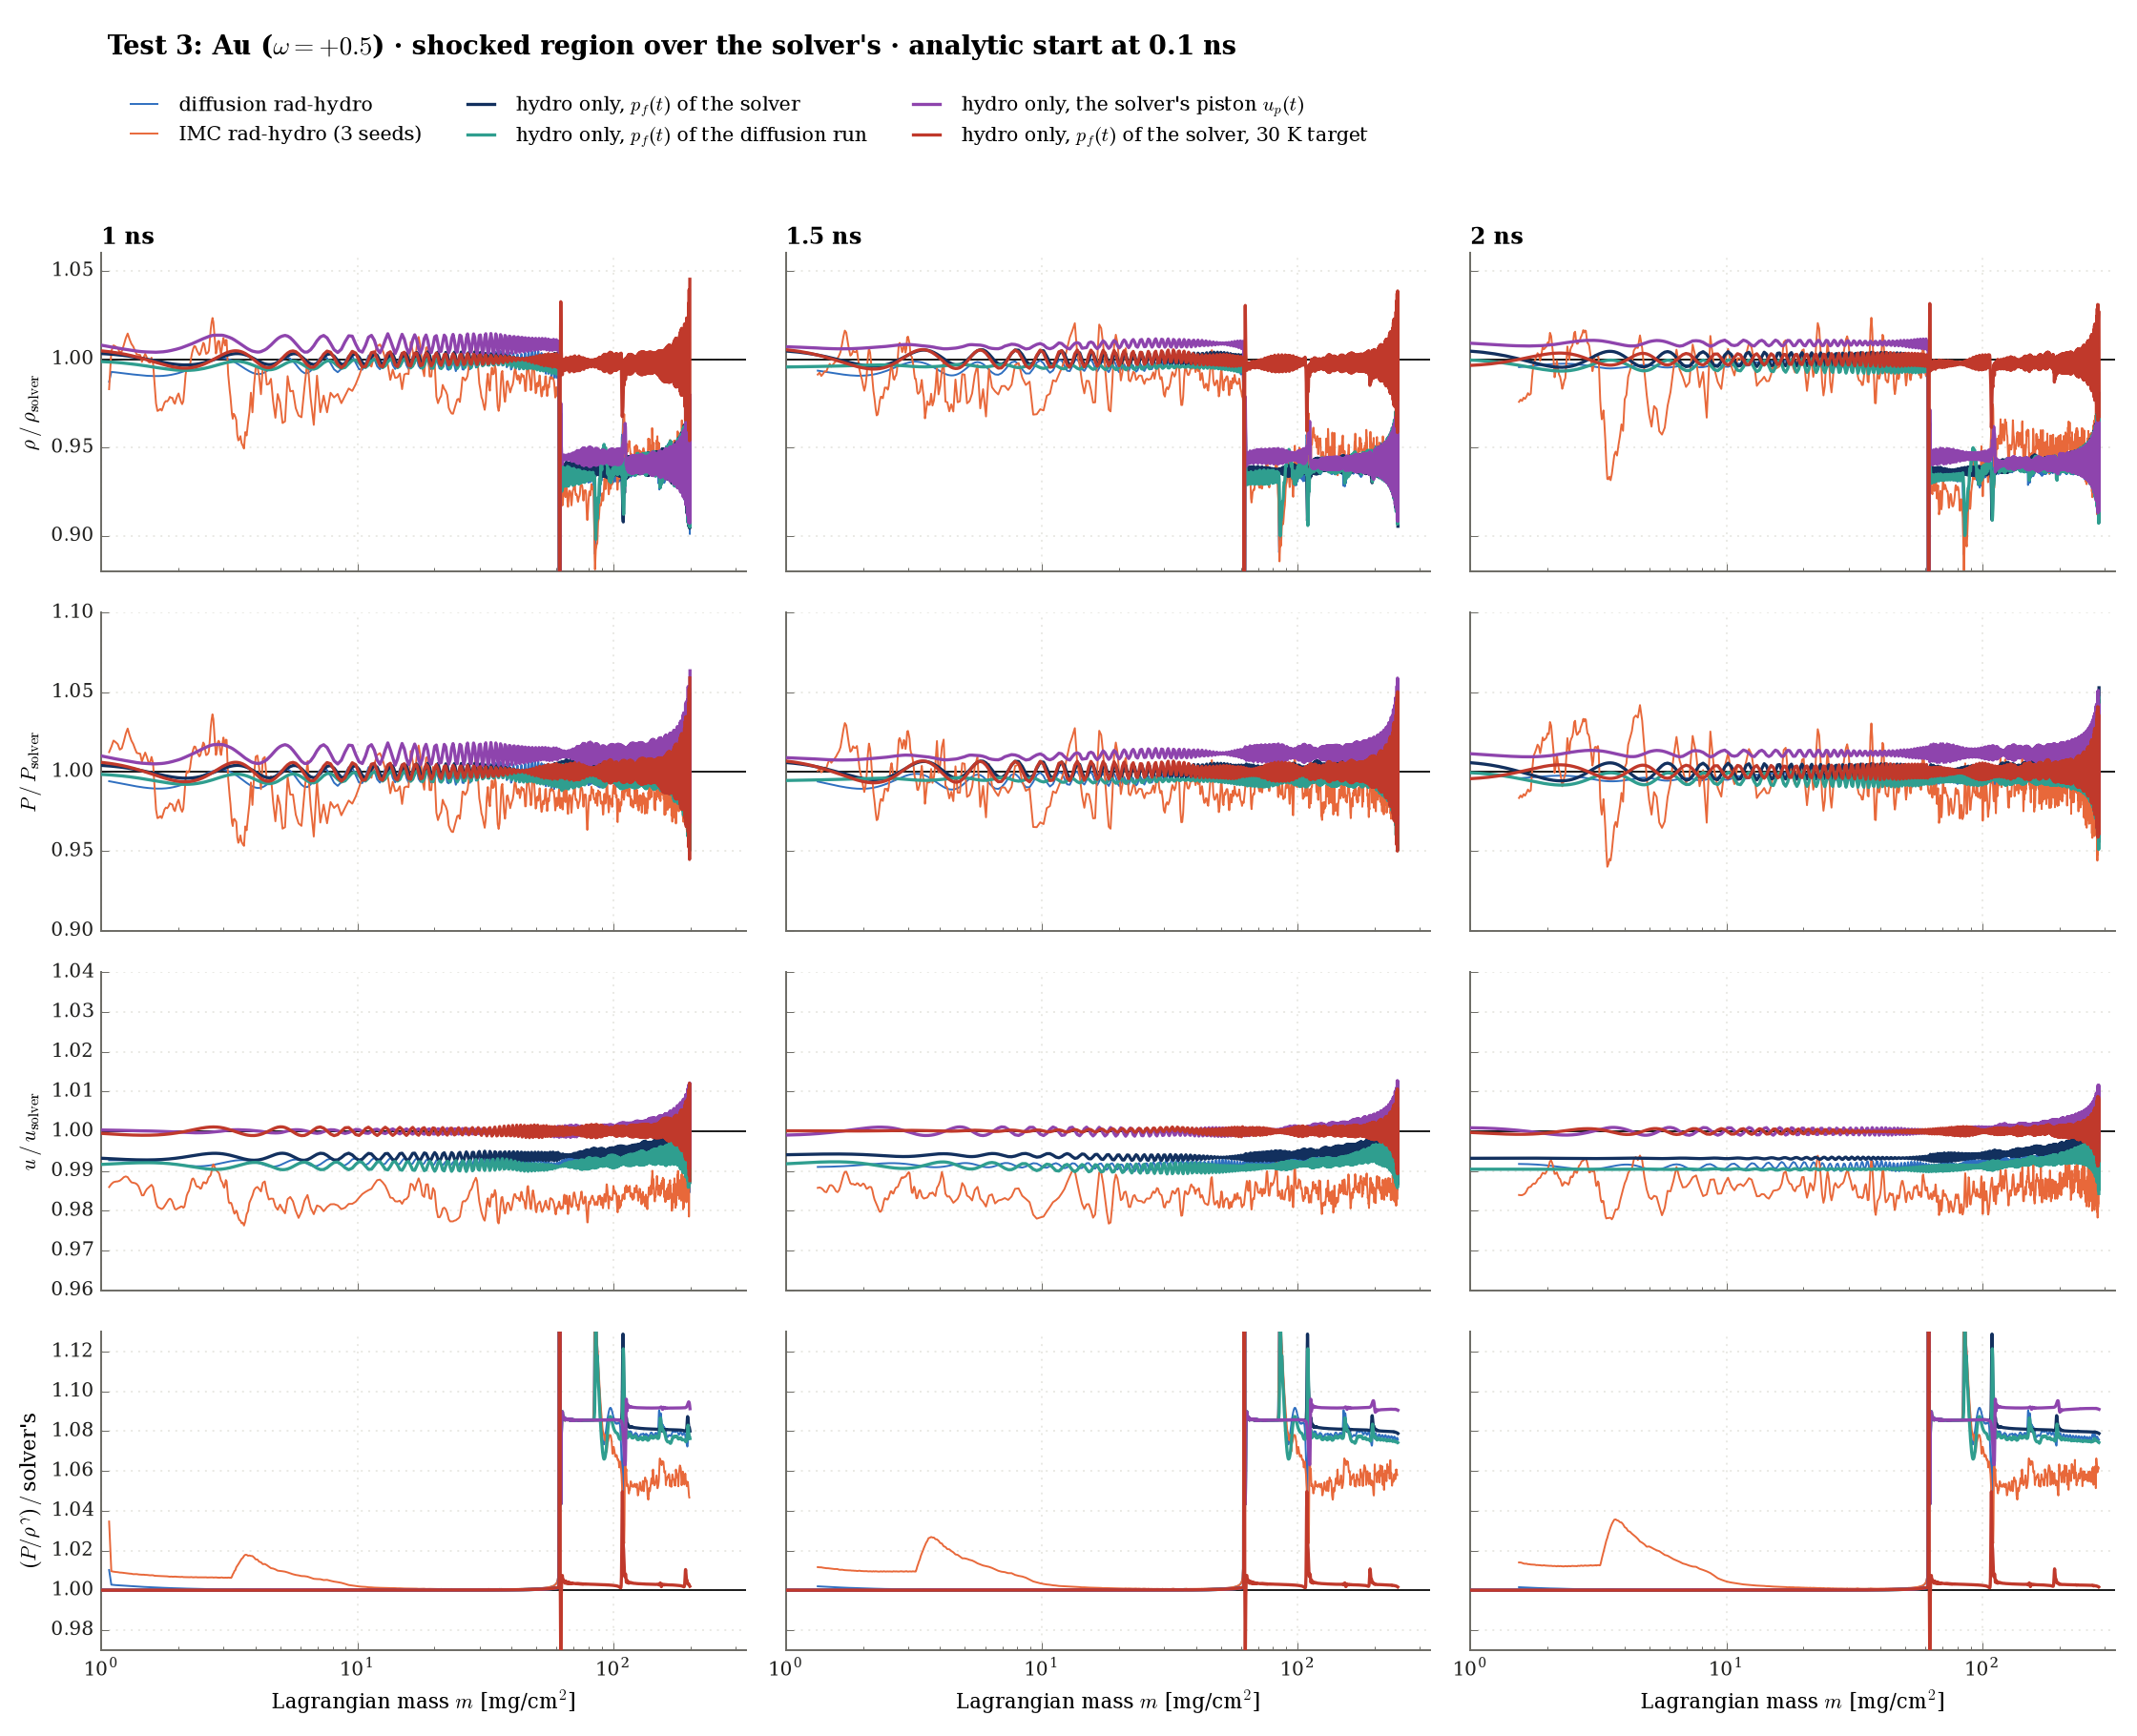 Test 3: Au (ω = +0.5) · shocked region over the solver's · analytic start at 0.1 ns
diffusion rad-hydro
IMC rad-hydro (3 seeds)
hydro only, p_f(t) of the solver
hydro only, p_f(t) of the diffusion run
hydro only, the solver's piston u_p(t)
hydro only, p_f(t) of the solver, 30 K target
1 ns
1.5 ns
2 ns
1.05
1.00
0.95
0.90
ρ / ρ_solver
1.10
1.05
1.00
0.95
0.90
P / P_solver
1.04
1.03
1.02
1.01
1.00
0.99
0.98
0.97
0.96
u / u_solver
1.12
1.10
1.08
1.06
1.04
1.02
1.00
0.98
(P/ρ^γ) / solver's
10^0 10^1 10^2
10^0 10^1 10^2
10^0 10^1 10^2
Lagrangian mass m [mg/cm^2]
Lagrangian mass m [mg/cm^2]
Lagrangian mass m [mg/cm^2]